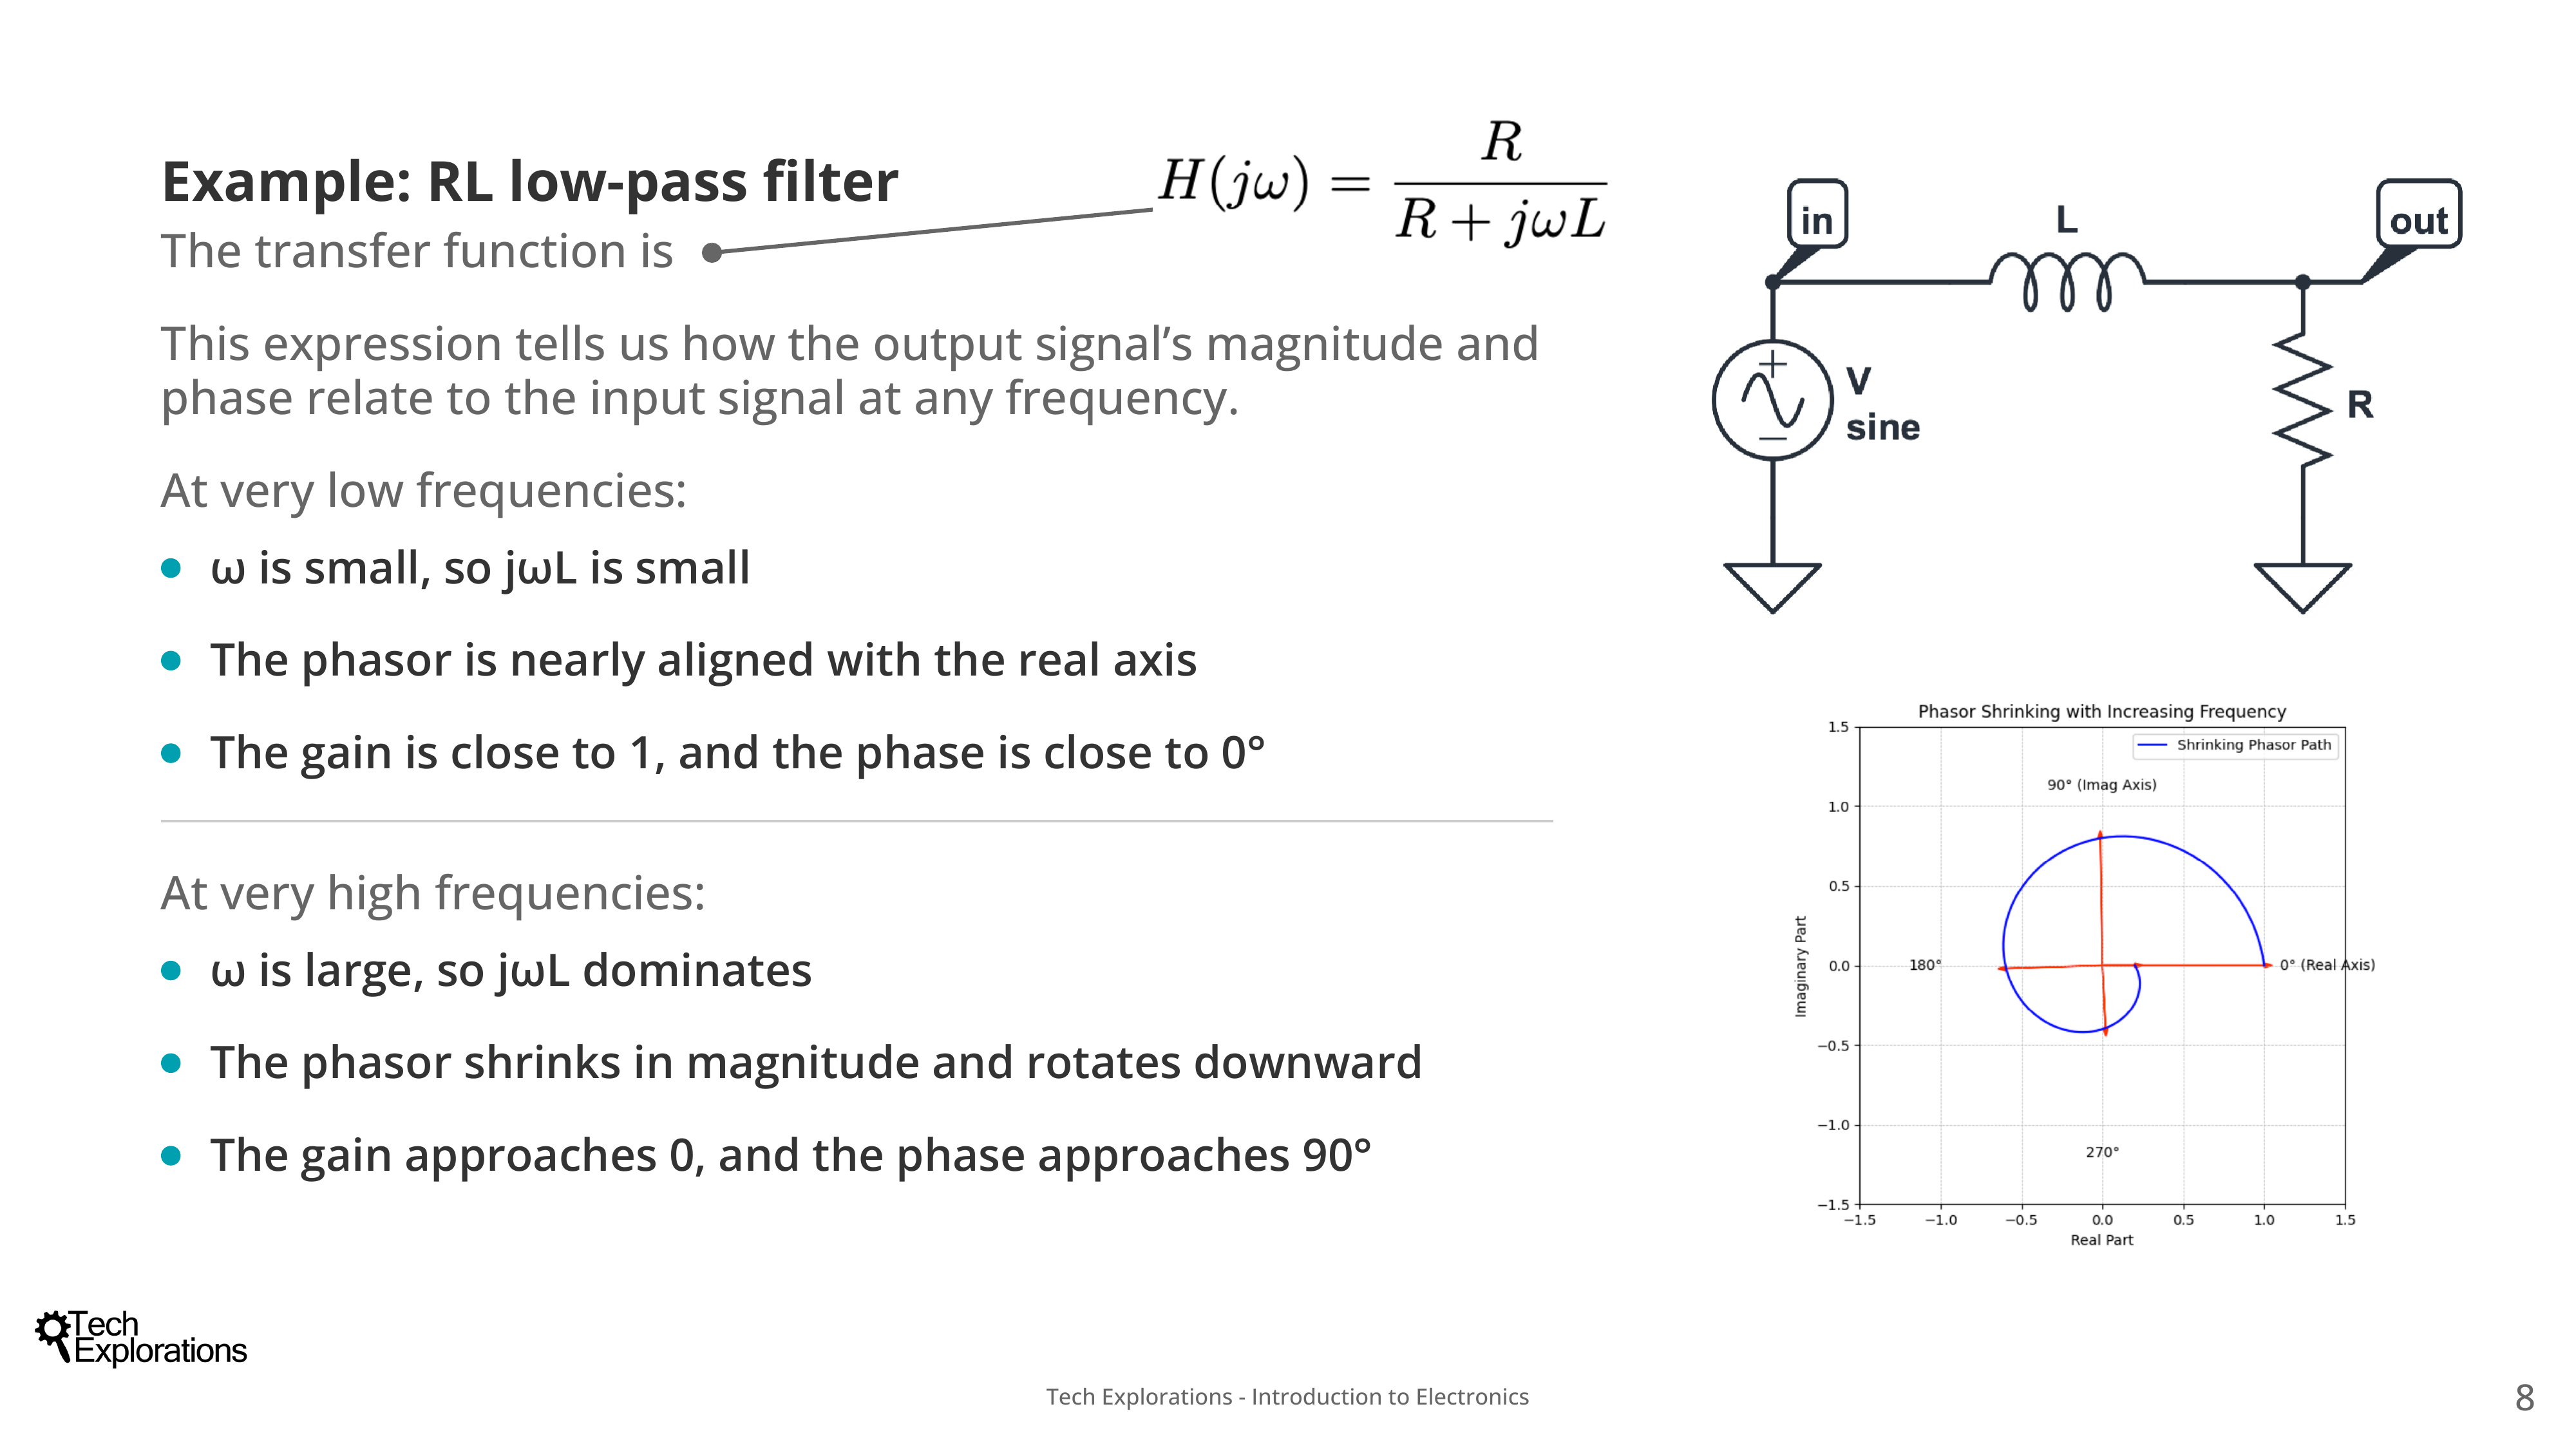 Example: RL low-pass filter
The transfer function is
H(jω) = R / (R + jωL)
This expression tells us how the output signal’s magnitude and
phase relate to the input signal at any frequency.
At very low frequencies:
• ω is small, so jωL is small
• The phasor is nearly aligned with the real axis
• The gain is close to 1, and the phase is close to 0°
At very high frequencies:
• ω is large, so jωL dominates
• The phasor shrinks in magnitude and rotates downward
• The gain approaches 0, and the phase approaches 90°
in
L
out
+
V
sine
−
R
Phasor Shrinking with Increasing Frequency
Shrinking Phasor Path
90° (Imag Axis)
180°
0° (Real Axis)
270°
Imaginary Part
1.5
1.0
0.5
0.0
−0.5
−1.0
−1.5
−1.5 −1.0 −0.5 0.0 0.5 1.0 1.5
Real Part
Tech
Explorations
Tech Explorations - Introduction to Electronics
8